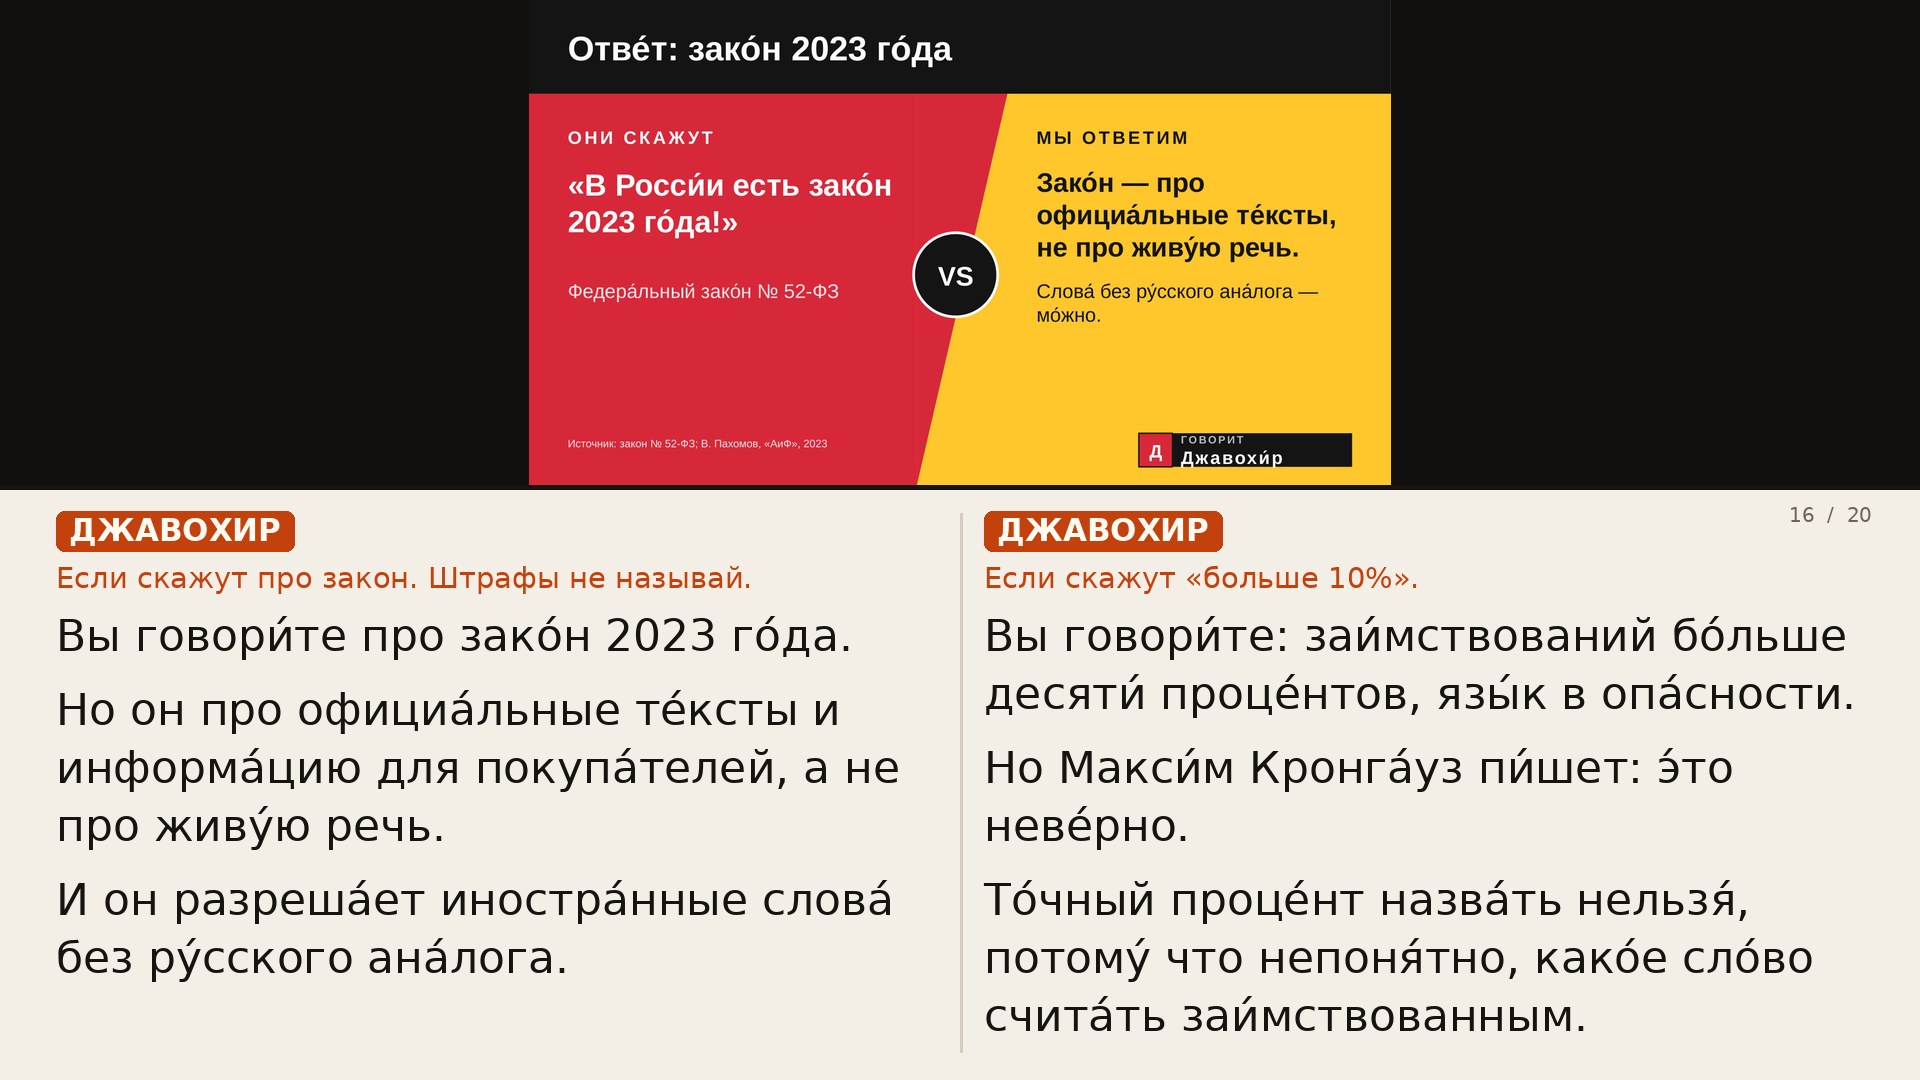 Отве́т: зако́н 2023 го́да
ОНИ СКАЖУТ
«В Росси́и есть зако́н
2023 го́да!»
Федера́льный зако́н № 52-ФЗ
Источник: закон № 52-ФЗ; В. Пахомов, «АиФ», 2023
VS
МЫ ОТВЕТИМ
Зако́н — про
официа́льные те́ксты,
не про живу́ю речь.
Слова́ без ру́сского ана́лога —
мо́жно.
Д
ГОВОРИТ
Джавохи́р
16 / 20
ДЖАВОХИР
Если скажут про закон. Штрафы не называй.
Вы говори́те про зако́н 2023 го́да.
Но он про официа́льные те́ксты и
информа́цию для покупа́телей, а не
про живу́ю речь.
И он разреша́ет иностра́нные слова́
без ру́сского ана́лога.
ДЖАВОХИР
Если скажут «больше 10%».
Вы говори́те: заи́мствований бо́льше
десяти́ проце́нтов, язы́к в опа́сности.
Но Макси́м Кронга́уз пи́шет: э́то
неве́рно.
То́чный проце́нт назва́ть нельзя́,
потому́ что непоня́тно, како́е сло́во
счита́ть заи́мствованным.